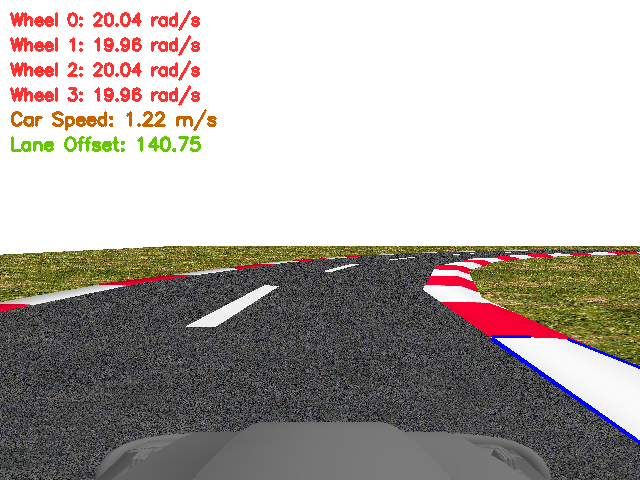 Wheel 0: 20.04 rad/s
Wheel 1: 19.96 rad/s
Wheel 2: 20.04 rad/s
Wheel 3: 19.96 rad/s
Car Speed: 1.22 m/s
Lane Offset: 140.75